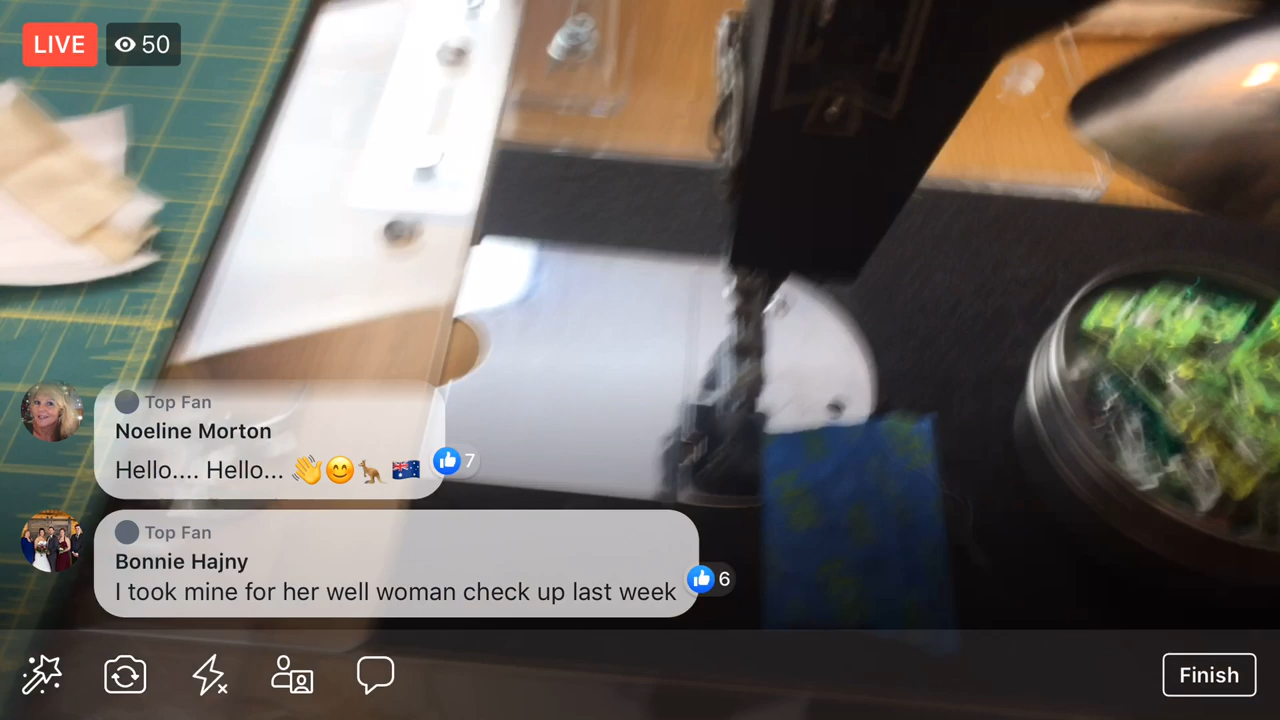 LIVE 50
Top Fan
Noeline Morton
Hello.... Hello... 👋😊🦘🇦🇺
7
Top Fan
Bonnie Hajny
I took mine for her well woman check up last week
6
Finish